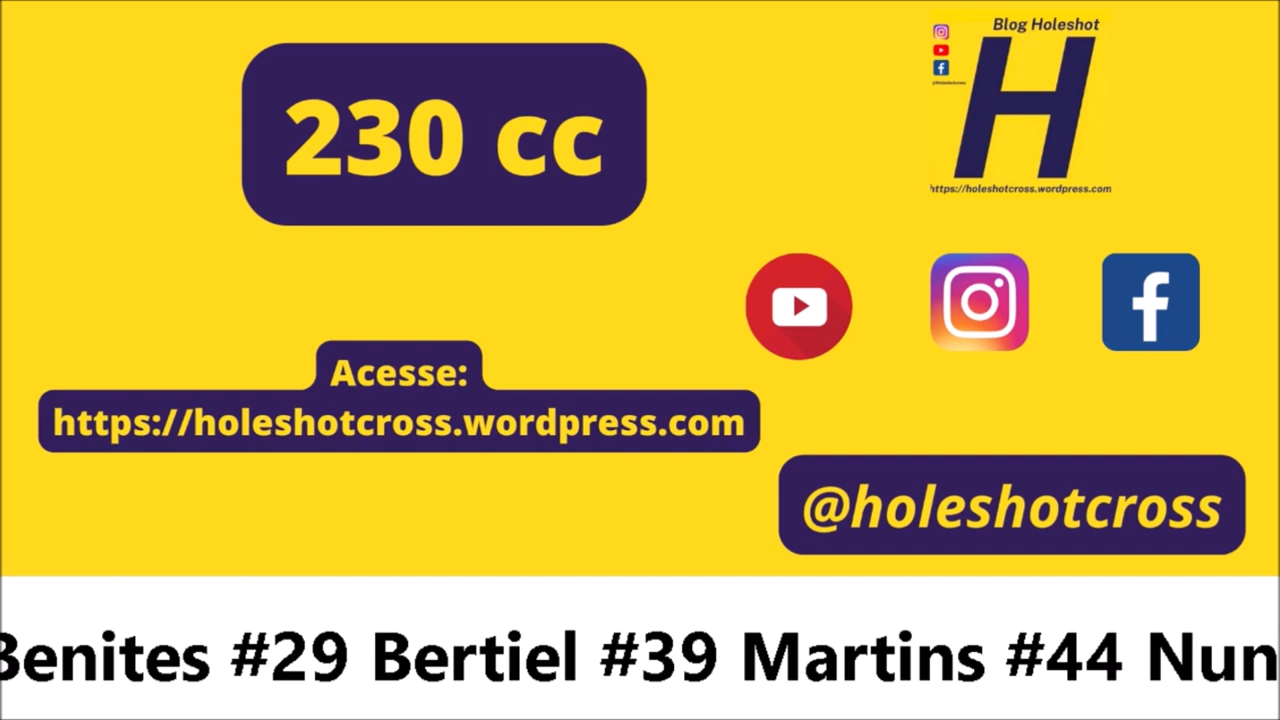 Blog Holeshot
H
https://holeshotcross.wordpress.com
230 cc
Acesse:
https://holeshotcross.wordpress.com
@holeshotcross
Benites #29 Bertiel #39 Martins #44 Nun